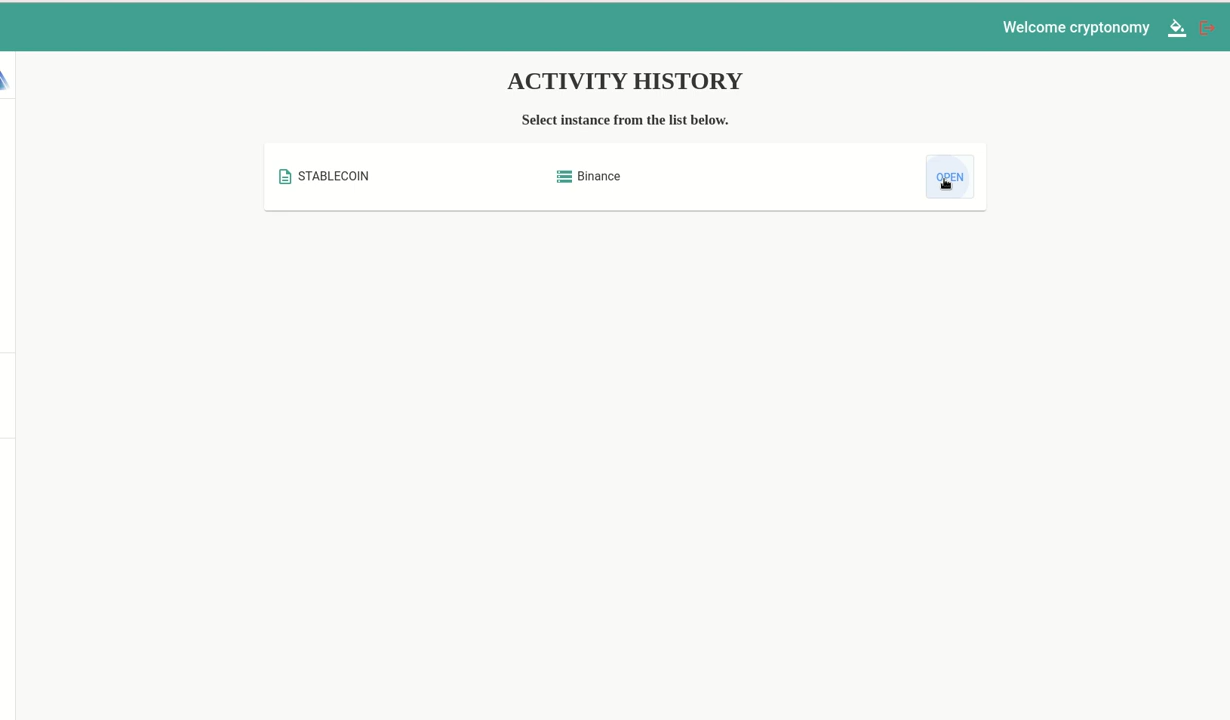 Welcome cryptonomy
ACTIVITY HISTORY
Select instance from the list below.
STABLECOIN Binance OPEN